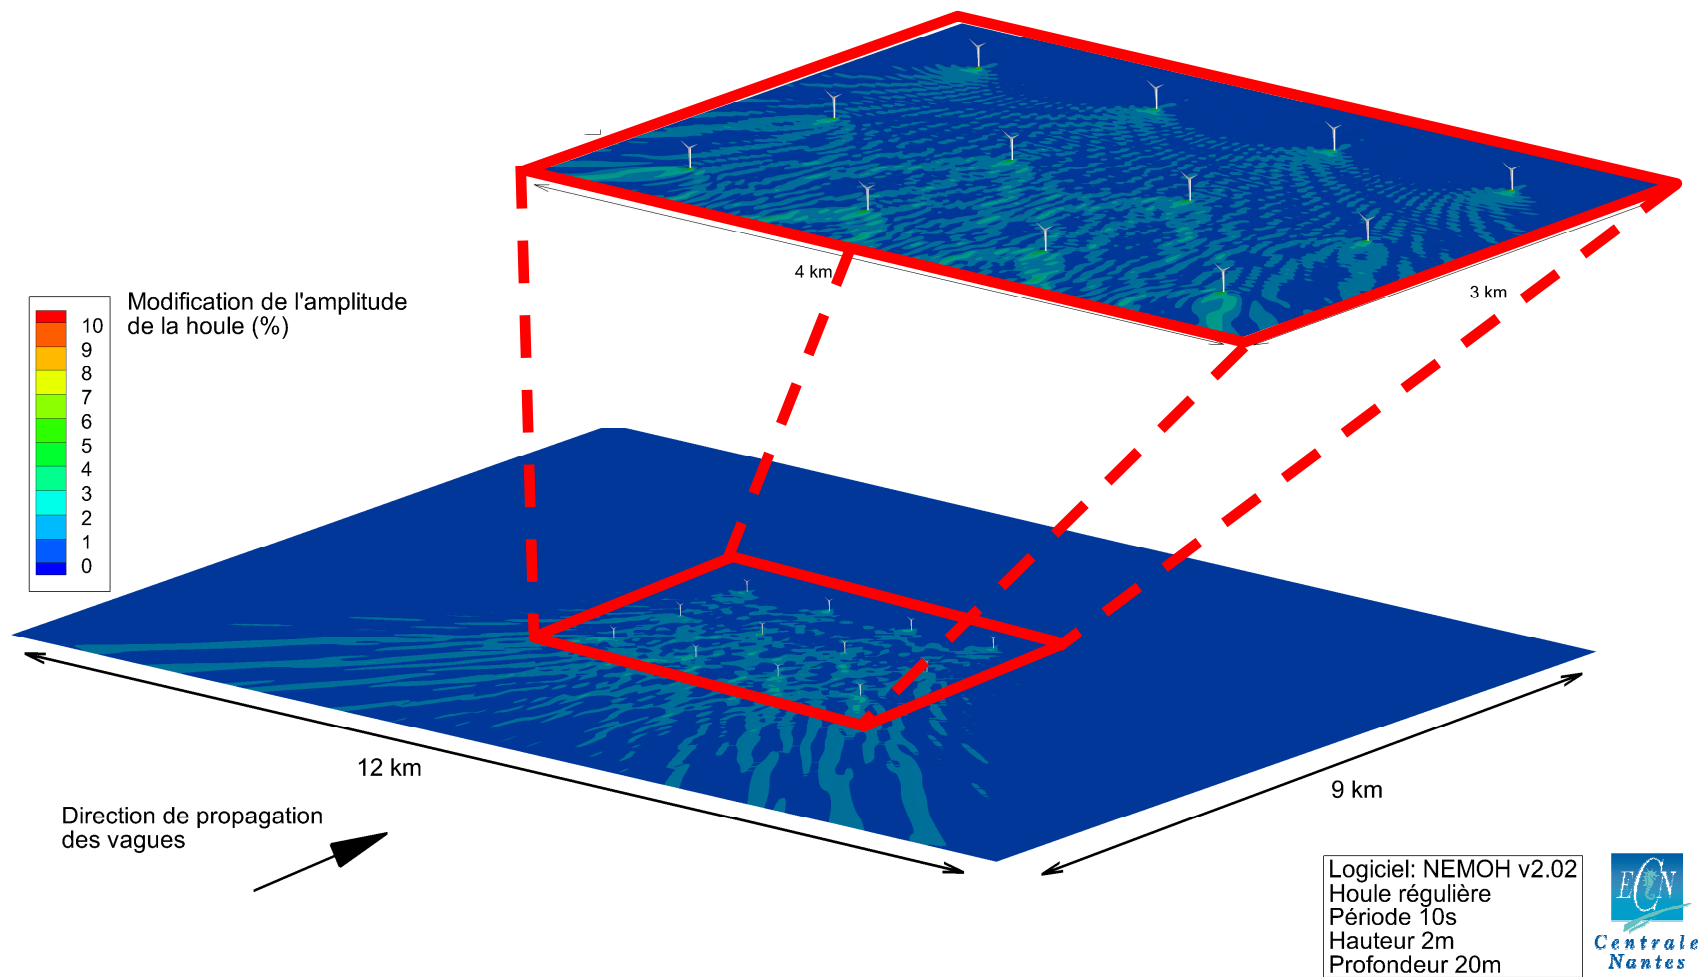 4 km
3 km
Modification de l'amplitude
de la houle (%)
10
9
8
7
6
5
4
3
2
1
0
12 km
9 km
Direction de propagation
des vagues
Logiciel: NEMOH v2.02
Houle régulière
Période 10s
Hauteur 2m
Profondeur 20m
ECN
Centrale
Nantes